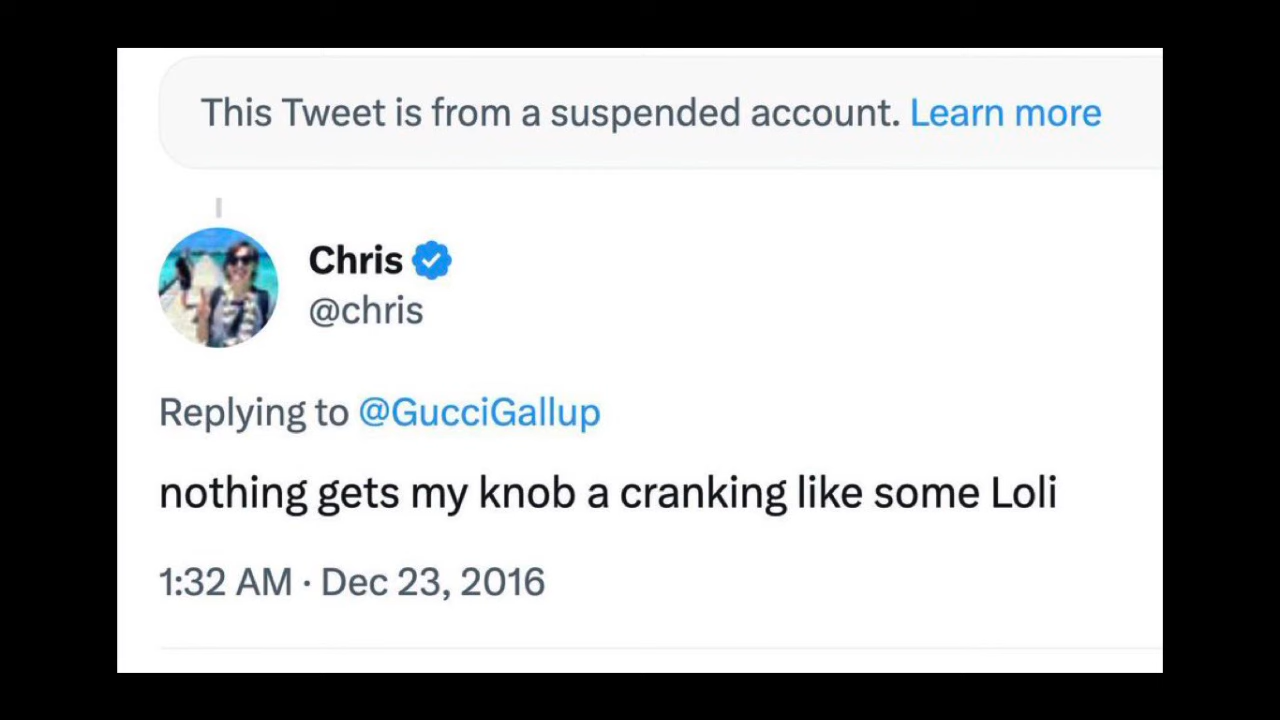 This Tweet is from a suspended account. Learn more
Chris
@chris
Replying to @GucciGallup
nothing gets my knob a cranking like some Loli
1:32 AM · Dec 23, 2016